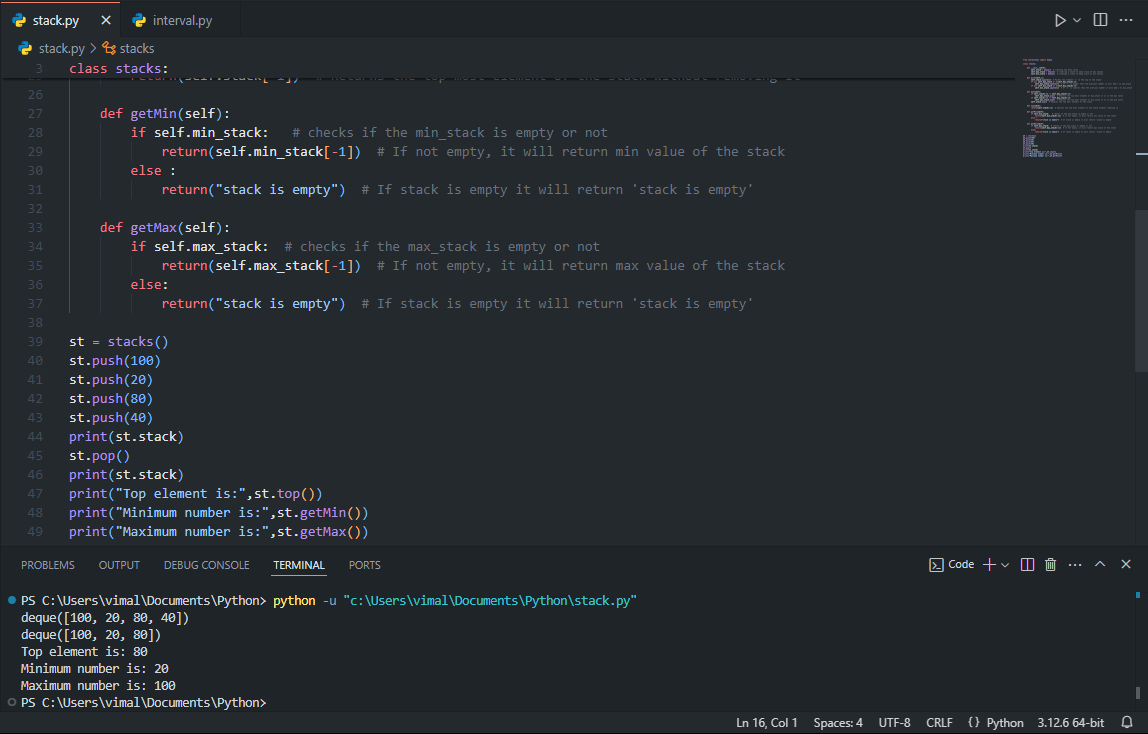 stack.py
interval.py
stack.py > stacks
3 class stacks:
26
27 def getMin(self):
28 if self.min_stack: # checks if the min_stack is empty or not
29 return(self.min_stack[-1]) # If not empty, it will return min value of the stack
30 else :
31 return("stack is empty") # If stack is empty it will return 'stack is empty'
32
33 def getMax(self):
34 if self.max_stack: # checks if the max_stack is empty or not
35 return(self.max_stack[-1]) # If not empty, it will return max value of the stack
36 else:
37 return("stack is empty") # If stack is empty it will return 'stack is empty'
38
39 st = stacks()
40 st.push(100)
41 st.push(20)
42 st.push(80)
43 st.push(40)
44 print(st.stack)
45 st.pop()
46 print(st.stack)
47 print("Top element is:",st.top())
48 print("Minimum number is:",st.getMin())
49 print("Maximum number is:",st.getMax())
PROBLEMS OUTPUT DEBUG CONSOLE TERMINAL PORTS Code
PS C:\Users\vimal\Documents\Python> python -u "c:\Users\vimal\Documents\Python\stack.py"
deque([100, 20, 80, 40])
deque([100, 20, 80])
Top element is: 80
Minimum number is: 20
Maximum number is: 100
PS C:\Users\vimal\Documents\Python>
Ln 16, Col 1 Spaces: 4 UTF-8 CRLF {} Python 3.12.6 64-bit